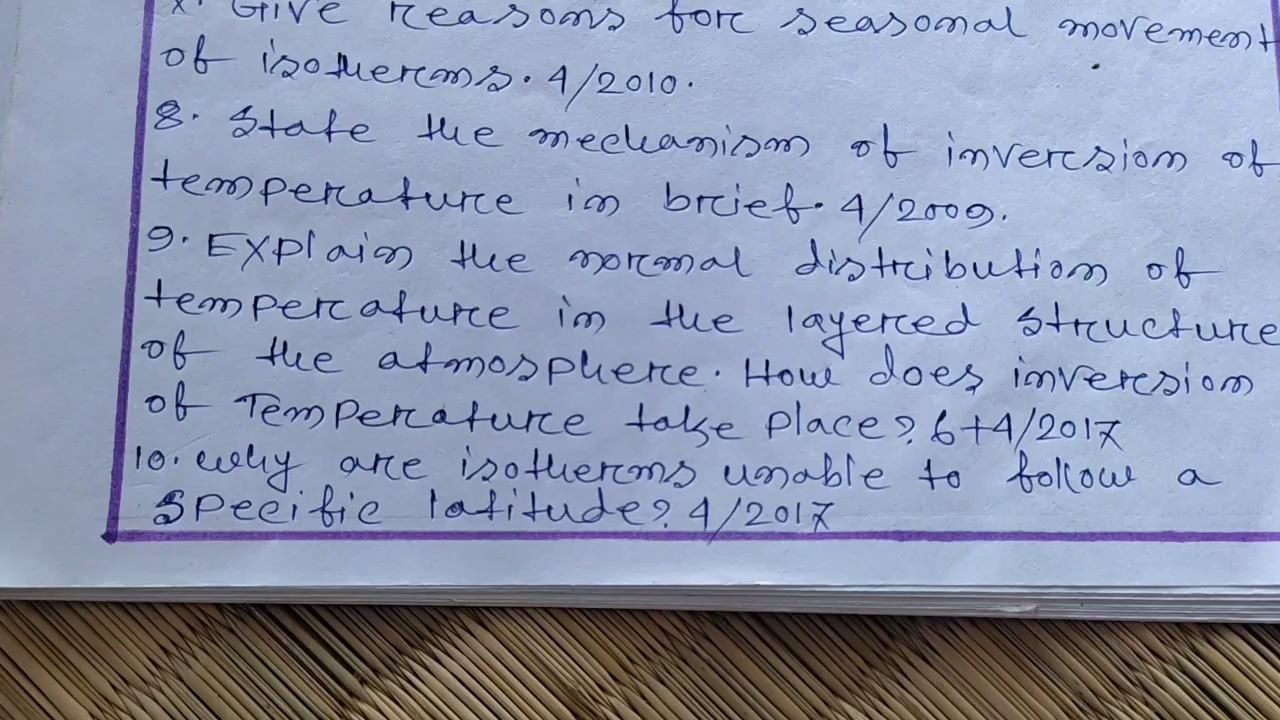 7. Give reasons for seasonal movement
of isotherms. 4/2010.
8. State the mechanism of inversion of
temperature in brief. 4/2009.
9. Explain the normal distribution of
temperature in the layered structure
of the atmosphere. How does inversion
of Temperature take place? 6+4/2017
10. Why are isotherms unable to follow a
specific latitude? 4/2017